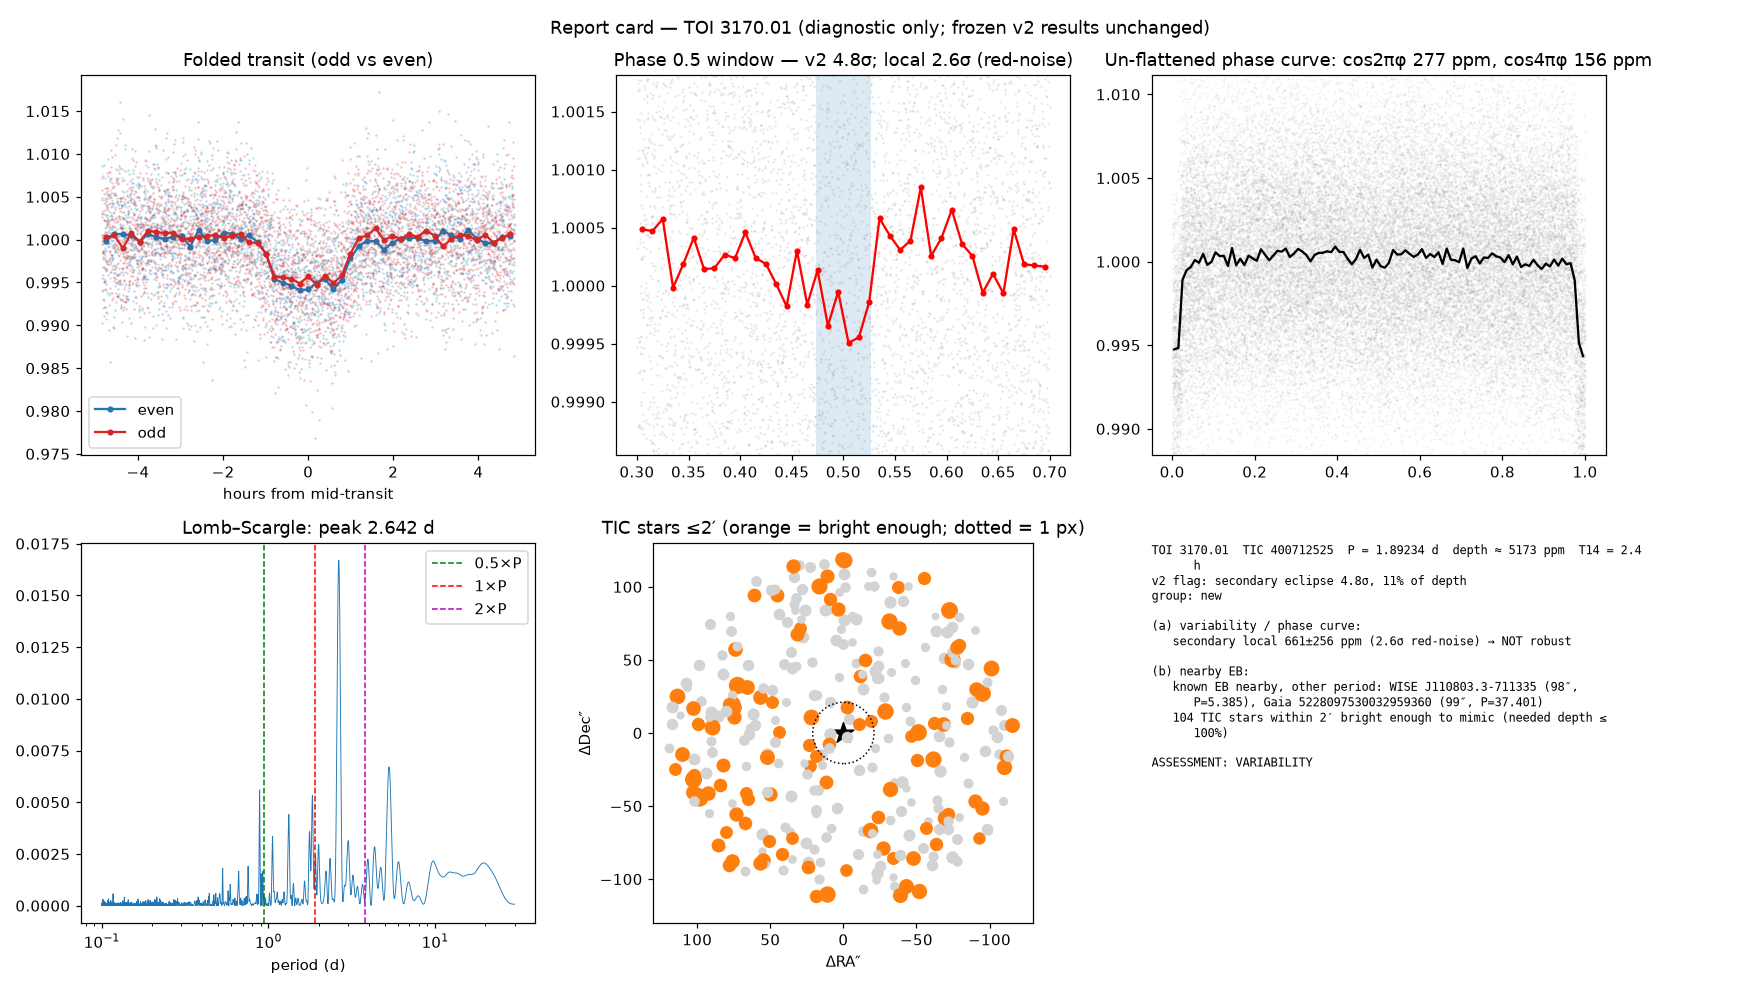 Report card — TOI 3170.01 (diagnostic only; frozen v2 results unchanged)
Folded transit (odd vs even)
1.015
1.010
1.005
1.000
0.995
0.990
0.985
0.980
0.975
even
odd
−4
−2
0
2
4
hours from mid-transit
Phase 0.5 window — v2 4.8σ; local 2.6σ (red-noise)
1.0015
1.0010
1.0005
1.0000
0.9995
0.9990
0.30
0.35
0.40
0.45
0.50
0.55
0.60
0.65
0.70
Un-flattened phase curve: cos2πφ 277 ppm, cos4πφ 156 ppm
1.010
1.005
1.000
0.995
0.990
0.0
0.2
0.4
0.6
0.8
1.0
Lomb–Scargle: peak 2.642 d
0.0175
0.0150
0.0125
0.0100
0.0075
0.0050
0.0025
0.0000
0.5×P
1×P
2×P
10⁻¹
10⁰
10¹
period (d)
TIC stars ≤2′ (orange = bright enough; dotted = 1 px)
ΔDec″
100
50
0
−50
−100
100
50
0
−50
−100
ΔRA″
TOI 3170.01  TIC 400712525  P = 1.89234 d  depth ≈ 5173 ppm  T14 = 2.4
h
v2 flag: secondary eclipse 4.8σ, 11% of depth
group: new
(a) variability / phase curve:
secondary local 661±256 ppm (2.6σ red-noise) → NOT robust
(b) nearby EB:
known EB nearby, other period: WISE J110803.3-711335 (98″,
P=5.385), Gaia 5228097530032959360 (99″, P=37.401)
104 TIC stars within 2′ bright enough to mimic (needed depth ≤
100%)
ASSESSMENT: VARIABILITY